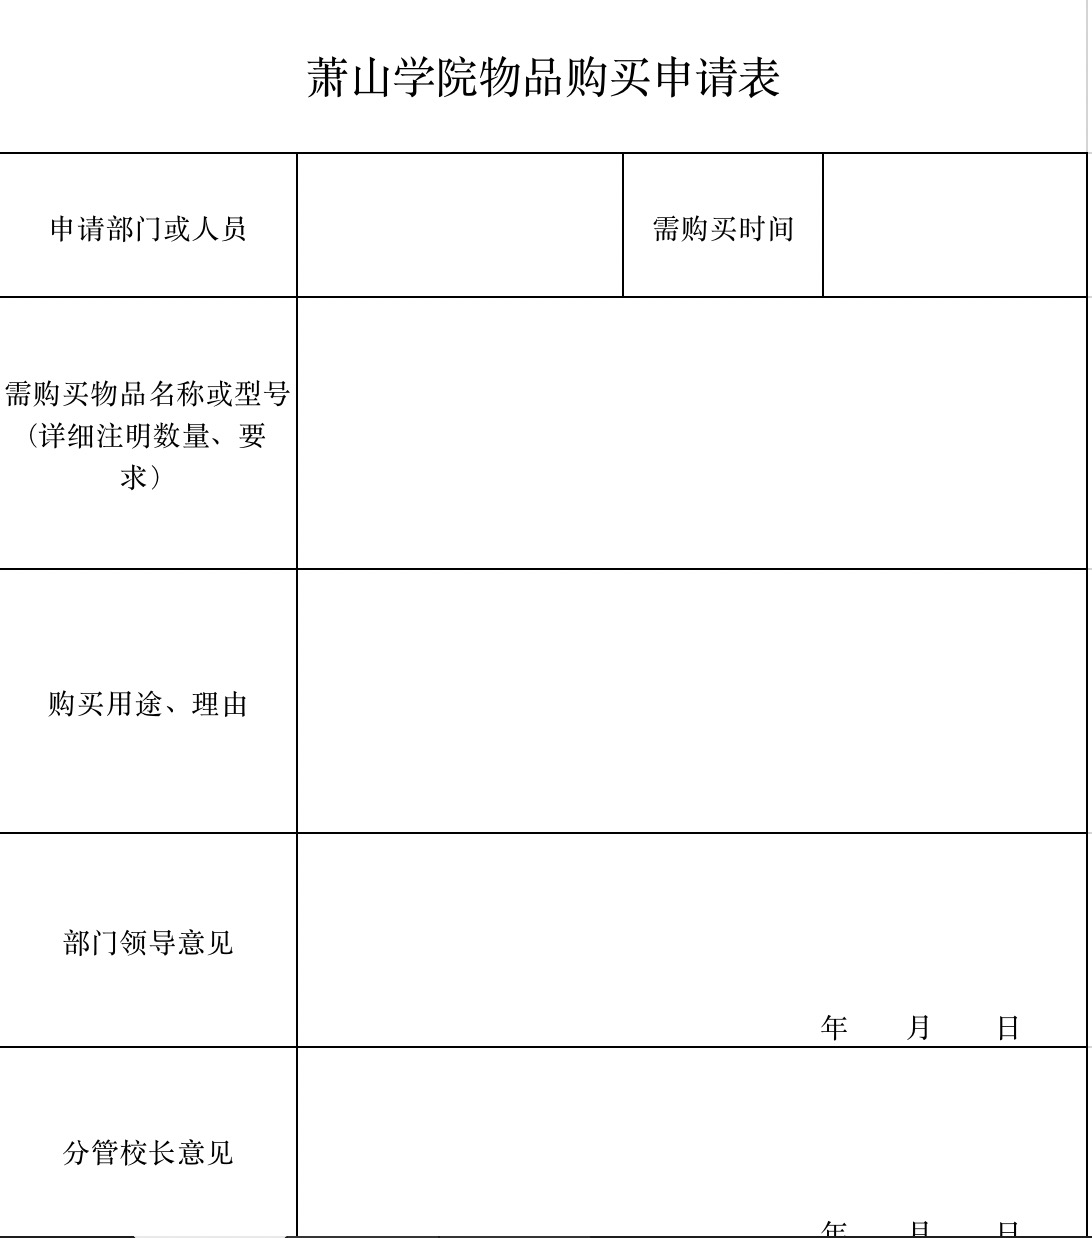 萧山学院物品购买申请表
申请部门或人员
需购买时间
需购买物品名称或型号
（详细注明数量、要
求）
购买用途、理由
部门领导意见
年 月 日
分管校长意见
年 月 日